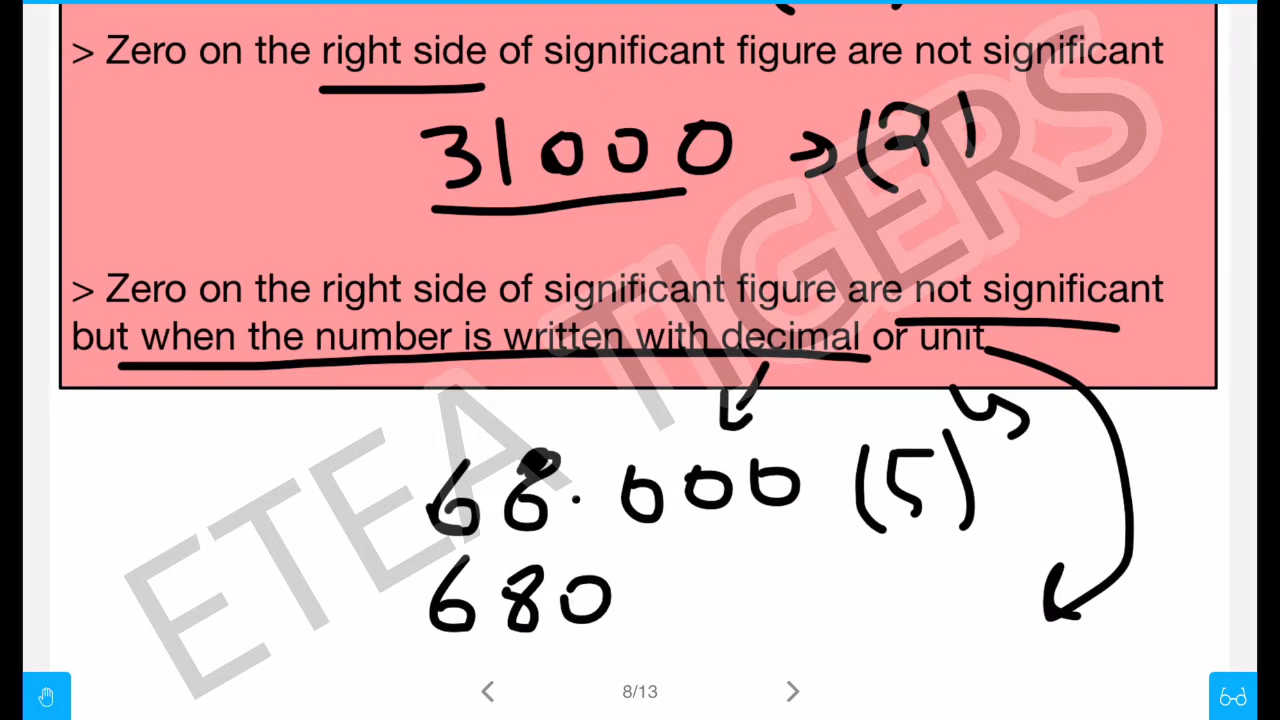 > Zero on the right side of significant figure are not significant
31000 → (2)
> Zero on the right side of significant figure are not significant
but when the number is written with decimal or unit
68.000 (5)
680
ETEA TIGERS
8/13